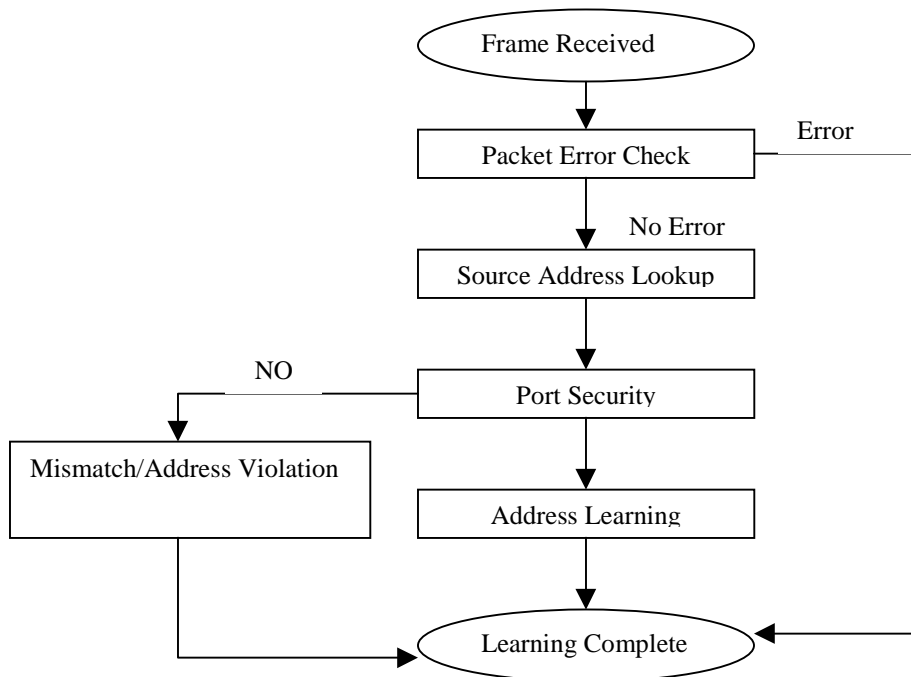 Frame Received
Error
Packet Error Check
No Error
Source Address Lookup
NO
Port Security
Mismatch/Address Violation
Address Learning
Learning Complete